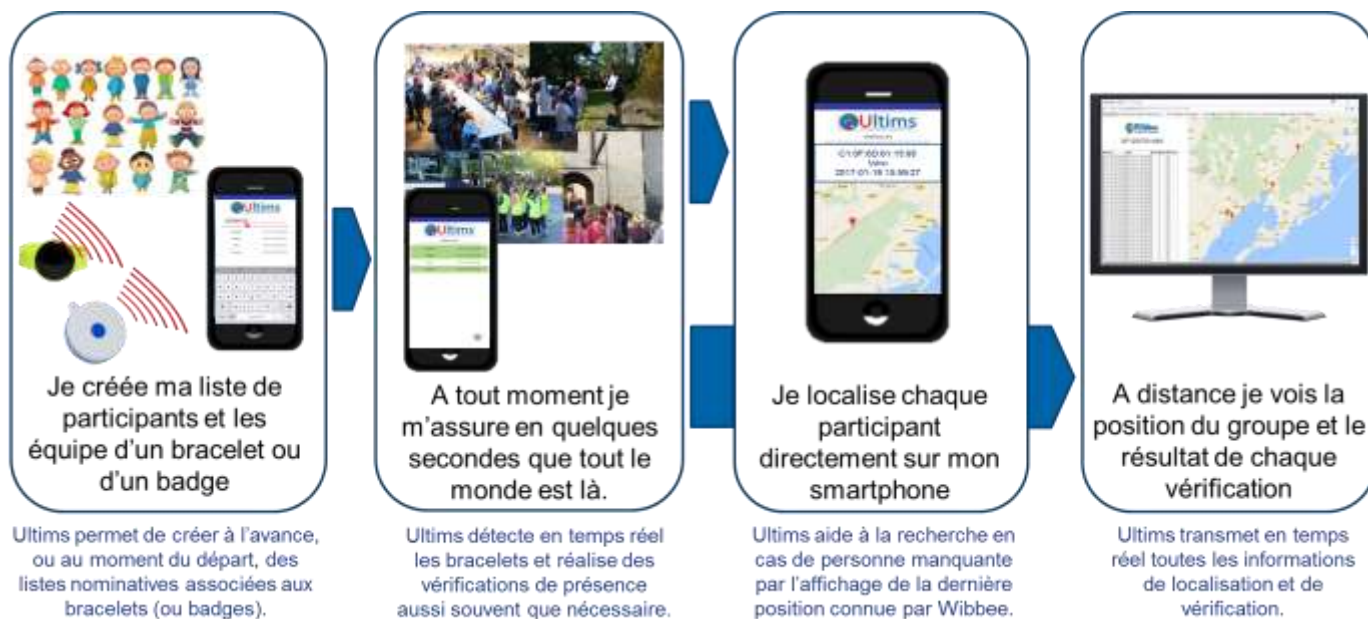 Ultims
Je créée ma liste de
participants et les
équipe d'un bracelet ou
d'un badge
Ultims permet de créer à l'avance,
ou au moment du départ, des
listes nominatives associées aux
bracelets (ou badges).
Ultims
A tout moment je
m'assure en quelques
secondes que tout le
monde est là.
Ultims détecte en temps réel
les bracelets et réalise des
vérifications de présence
aussi souvent que nécessaire.
Ultims
Je localise chaque
participant
directement sur mon
smartphone
Ultims aide à la recherche en
cas de personne manquante
par l'affichage de la dernière
position connue par Wibbee.
A distance je vois la
position du groupe et le
résultat de chaque
vérification
Ultims transmet en temps
réel toutes les informations
de localisation et de
vérification.